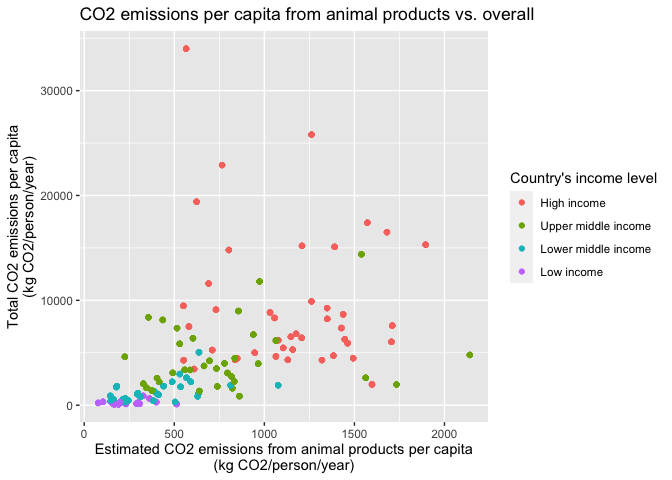 CO2 emissions per capita from animal products vs. overall
30000
20000
10000
0
0
500
1000
1500
2000
Total CO2 emissions per capita
(kg CO2/person/year)
Estimated CO2 emissions from animal products per capita
(kg CO2/person/year)
Country's income level
High income
Upper middle income
Lower middle income
Low income